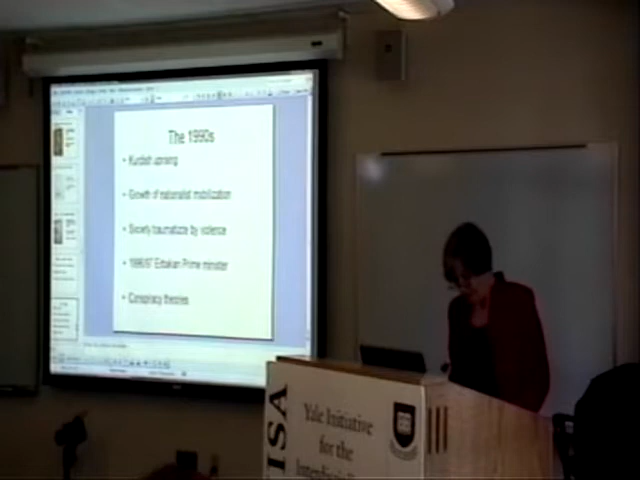 The 1990s
• Kurdish uprising
• Growth of nationalist mobilization
• Society traumatized by violence
• 1996/97 Erbakan Prime minister
• Conspiracy theories
ISA
Yale Initiative
for the